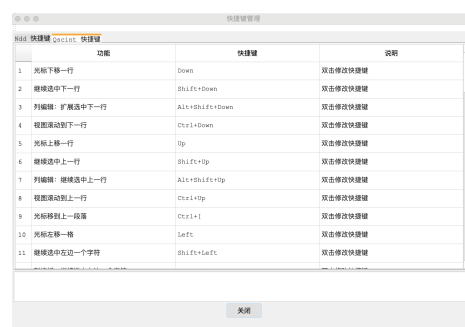 快捷键管理
Ndd 快捷键 Qscint 快捷键
功能 快捷键 说明
1 光标下移一行 Down 双击修改快捷键
2 继续选中下一行 Shift+Down 双击修改快捷键
3 列编辑：扩展选中下一行 Alt+Shift+Down 双击修改快捷键
4 视图滚动到下一行 Ctrl+Down 双击修改快捷键
5 光标上移一行 Up 双击修改快捷键
6 继续选中上一行 Shift+Up 双击修改快捷键
7 列编辑：继续选中上一行 Alt+Shift+Up 双击修改快捷键
8 视图滚动到上一行 Ctrl+Up 双击修改快捷键
9 光标移到上一段落 Ctrl+[ 双击修改快捷键
10 光标左移一格 Left 双击修改快捷键
11 继续选中左边一个字符 Shift+Left 双击修改快捷键
关闭